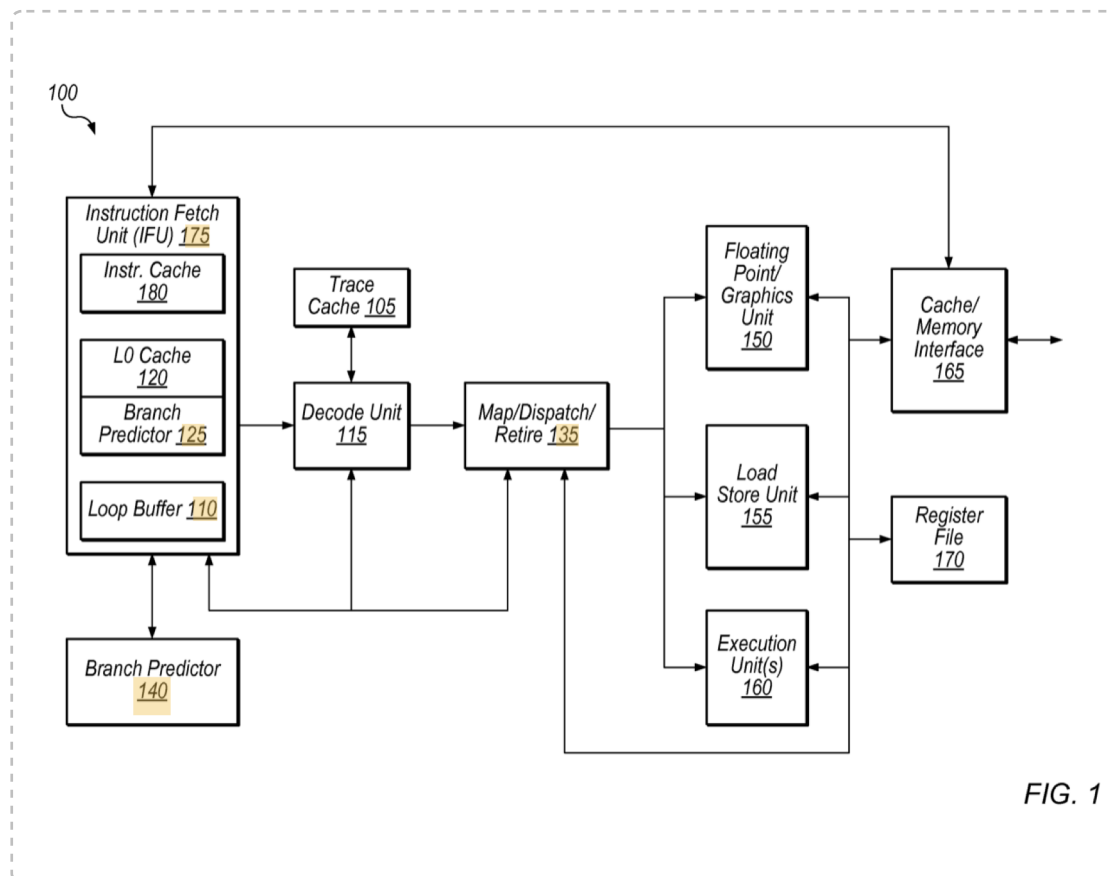 100
Instruction Fetch
Unit (IFU) 175
Instr. Cache
180
L0 Cache
120
Branch
Predictor 125
Loop Buffer 110
Branch Predictor
140
Trace
Cache 105
Decode Unit
115
Map/Dispatch/
Retire 135
Floating
Point/
Graphics
Unit
150
Load
Store Unit
155
Execution
Unit(s)
160
Cache/
Memory
Interface
165
Register
File
170
FIG. 1